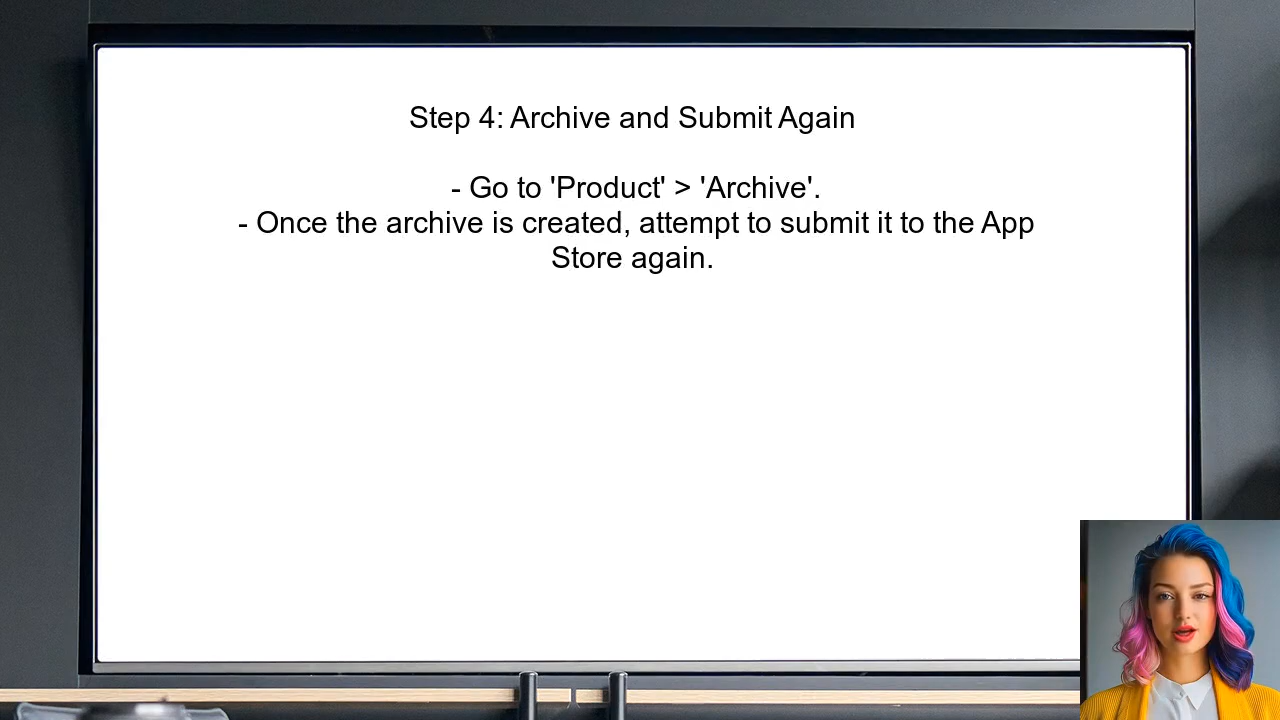 Step 4: Archive and Submit Again
- Go to 'Product' > 'Archive'.
- Once the archive is created, attempt to submit it to the App
Store again.